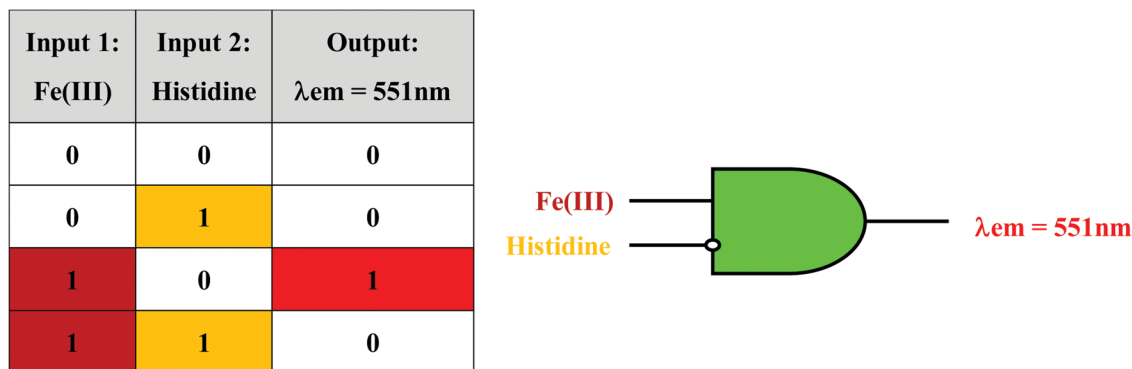 Input 1: Input 2: Output:
Fe(III) Histidine λem = 551nm
0 0 0
0 1 0
1 0 1
1 1 0
Fe(III)
Histidine
λem = 551nm